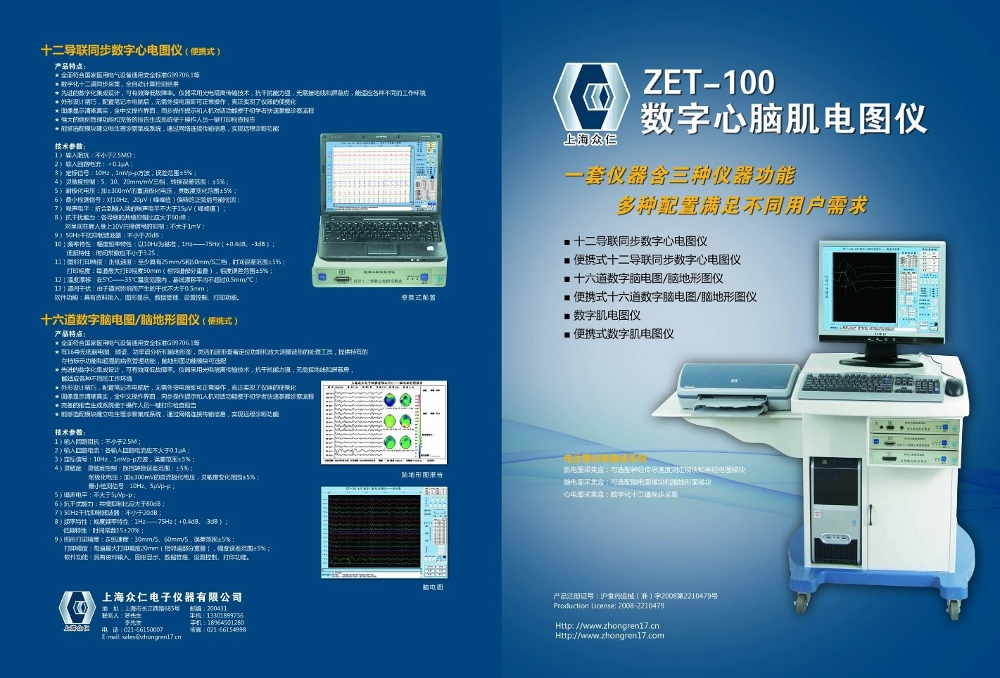 十二导联同步数字心电图仪（便携式）
产品特点：
★ 全面符合国家医用电气设备通用安全标准GB9706.1等
★ 数字化十二道同步采集，全自动计算检测结果
★ 先进的数字化集成设计，可有效降低故障率。仪器采用光电隔离传输技术，抗干扰能力强，无需接地线和屏蔽房，能适应各种不同的工作环境
★ 外形设计精巧，配置笔记本电脑后，无需外接电源即可正常操作，真正实现了仪器的便携化
★ 图像显示清晰真实，全中文操作界面，同步操作提示和人机对话功能便于初学者快速掌握诊察流程
★ 强大的病例管理功能和完备的报告生成系统便于操作人员一键打印检查报告
★ 能够选配模块建立电生理诊察集成系统，通过网络连接传输信息，实现远程诊断功能
技术参数：
1） 输入阻抗：不小于2.5MΩ；
2） 输入回路电流：＜0.1μA；
3） 定标信号：10Hz，1mVp-p方波，误差范围±5%；
4） 灵敏度控制：5、10、20mm/mV三档，转换误差范围：±5%；
5） 耐极化电压：加±300mV的直流极化电压，灵敏度变化范围±5%；
6） 最小检测信号：对10Hz、20μV（峰峰值）偏转的正弦信号能检测；
7） 噪声电平：折合到输入端的噪声电平不大于15μV（峰峰值）；
8） 抗干扰能力：各导联的共模抑制比应大于60dB；
对呈现在病人身上10V共模信号的抑制：不大于1mV；
9） 50Hz干扰抑制滤波器：不小于20dB；
10）频率特性：幅度频率特性：以10Hz为基准，1Hz——75Hz（+0.4dB、-3dB）；
低频特性：时间常数应不小于3.2S；
11）图形打印精度：走纸速度：至少具有25mm/S和50mm/S二档，时间误差范围±5%；
打印幅度：每道最大打印幅度50mm（相邻道部分重叠），幅度误差范围±5%；
12）温度漂移：在5℃——35℃温度范围内，基线漂移平均不超过0.5mm/℃；
13）道间干扰：由于道间影响而产生的干扰不大于0.5mm；
软件功能：具有资料输入、图形显示、数据管理、设置控制、打印功能。
便携式配置
十六道数字脑电图/脑地形图仪（便携式）
产品特点：
★ 全面符合国家医用电气设备通用安全标准GB9706.1等
★ 有16导无纸脑电图、频谱、功率谱分析和脑地形图，灵活的波形查看定位功能和放大测量波形的处理工具，提供特有的
存档标示功能和超强的病例管理功能，脑地形图功能模块可选配
★ 先进的数字化集成设计，可有效降低故障率。仪器采用光电隔离传输技术，抗干扰能力强，无需接地线和屏蔽房，
能适应各种不同的工作环境
★ 外形设计精巧，配置笔记本电脑后，无需外接电源即可正常操作，真正实现了仪器的便携化
★ 图像显示清晰真实，全中文操作界面，同步操作提示和人机对话功能便于初学者快速掌握诊察流程
★ 完备的报告生成系统便于操作人员一键打印检查报告
★ 能够选配模块建立电生理诊察集成系统，通过网络连接传输信息，实现远程诊断功能
技术参数：
1）输入回路阻抗：不小于2.5M；
2）输入回路电流：各输入回路电流应不大于0.1μA；
3）定标信号：10Hz，1mVp-p方波，误差范围±5%；
4）灵敏度 灵敏度控制：换挡转换误差范围：±5%；
耐极化电压：加±300mV的直流极化电压，灵敏度变化范围±5%；
最小检测信号：10Hz、5μVp-p；
5）噪声电平：不大于5μVp-p；
6）抗干扰能力：共模抑制比应大于80dB；
7）50Hz干扰抑制滤波器：不小于20dB；
8）频率特性：幅度频率特性：1Hz——75Hz（+0.4dB、-3dB）；
低频特性：时间常数1S±20%；
9）图形打印精度：走纸速度：30mm/S、60mm/S，误差范围±5%；
打印幅度：每道最大打印幅度20mm（相邻道部分重叠），幅度误差范围±5%；
软件功能：具有资料输入、图形显示、数据管理、设置控制、打印功能。
脑地形图报告
脑电图
上海众仁
上海众仁电子仪器有限公司
地 址：上海市长江西路685号 邮编：200431
联系人：罗先生 手机：13301899736
李先生 手机：18964501280
电 话：021-66150007 传真：021-66154998
E-mail: sales@zhongren17.cn
上海众仁
ZET-100
数字心脑肌电图仪
一套仪器含三种仪器功能
多种配置满足不同用户需求
■ 十二导联同步数字心电图仪
■ 便携式十二导联同步数字心电图仪
■ 十六道数字脑电图/脑地形图仪
■ 便携式十六道数字脑电图/脑地形图仪
■ 数字肌电图仪
■ 便携式数字肌电图仪
电生理诊察集成系统
肌电图采集盒：可选配神经传导速度测定模块和神经电图模块
脑电图采集盒：可选配脑电图模块和脑地形图模块
心电图采集盒：数字化十二道同步采集
产品注册证号：沪食药监械（准）字2008第2210479号
Production License: 2008-2210479
Http: //www.zhongren17.cn
Http://www.zhongren17.com